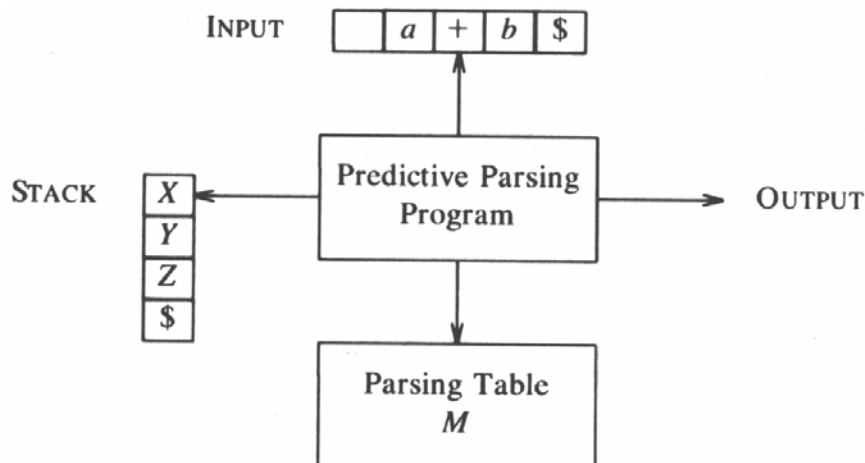 INPUT a + b $
Predictive Parsing
Program
STACK X
Y
Z
$
OUTPUT
Parsing Table
M